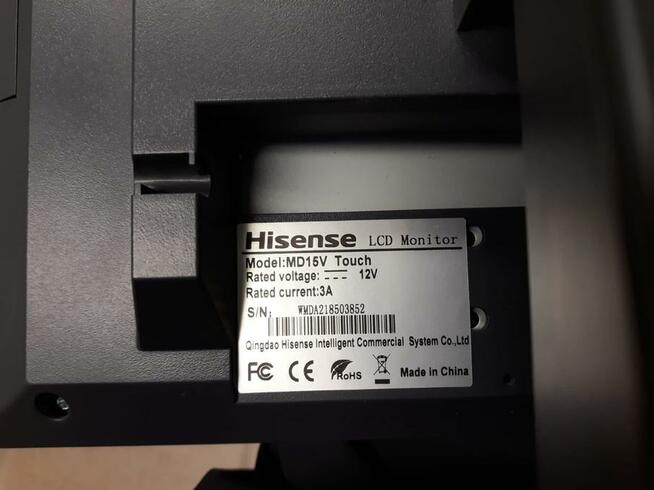 Hisense LCD Monitor
Model:MD15V Touch
Rated voltage: 12V
Rated current:3A
S/N: WMDA218503852
Qingdao Hisense Intelligent Commercial System Co.,Ltd
FC CE RoHS Made in China